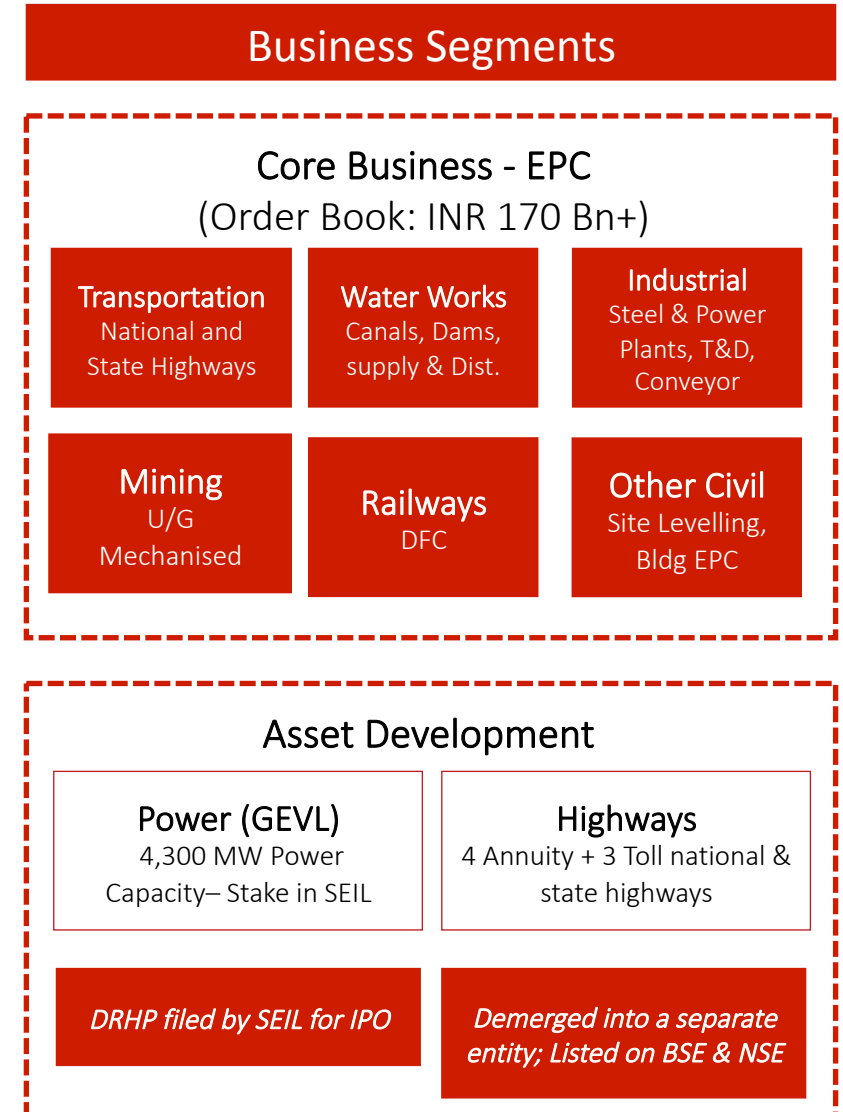 Business Segments
Core Business - EPC
(Order Book: INR 170 Bn+)
Transportation
National and
State Highways
Water Works
Canals, Dams,
supply & Dist.
Industrial
Steel & Power
Plants, T&D,
Conveyor
Mining
U/G
Mechanised
Railways
DFC
Other Civil
Site Levelling,
Bldg EPC
Asset Development
Power (GEVL)
4,300 MW Power
Capacity– Stake in SEIL
Highways
4 Annuity + 3 Toll national &
state highways
DRHP filed by SEIL for IPO
Demerged into a separate
entity; Listed on BSE & NSE